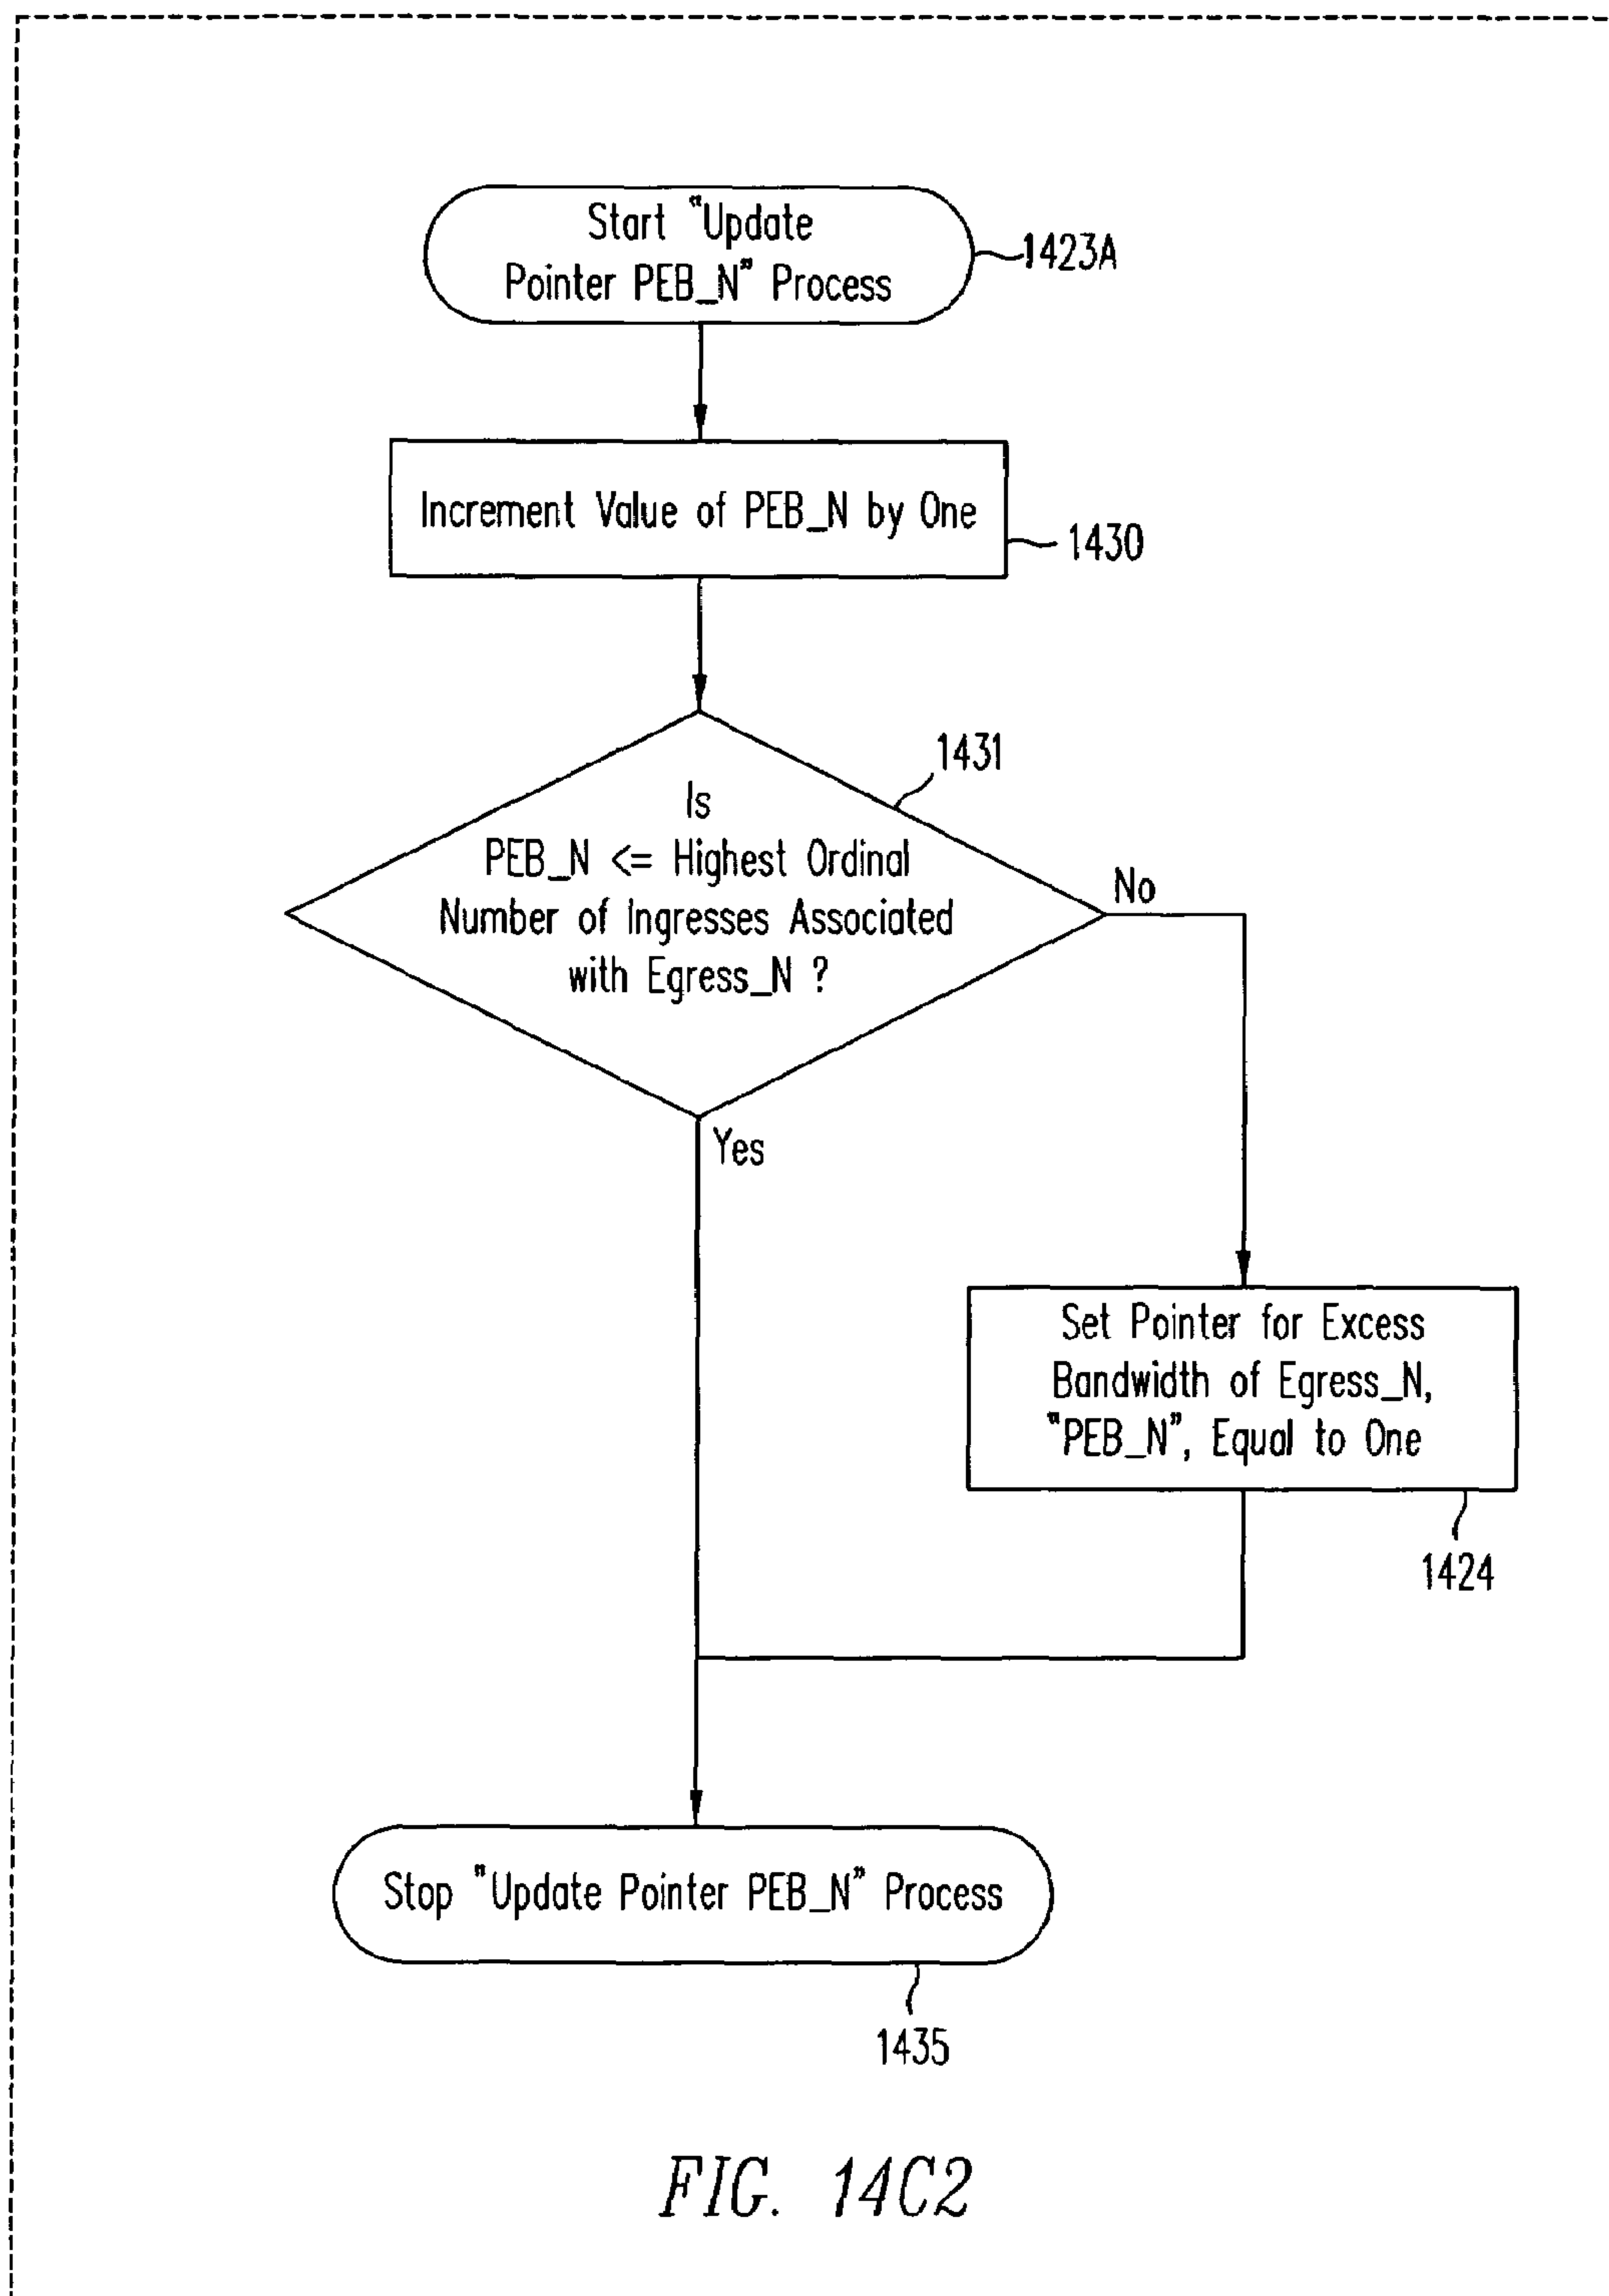 Start "Update
Pointer PEB_N" Process
1423A
Increment Value of PEB_N by One
1430
1431
Is
PEB_N <= Highest Ordinal
Number of Ingresses Associated
with Egress_N ?
No
Yes
Set Pointer for Excess
Bandwidth of Egress_N,
"PEB_N", Equal to One
1424
Stop "Update Pointer PEB_N" Process
1435
FIG. 14C2